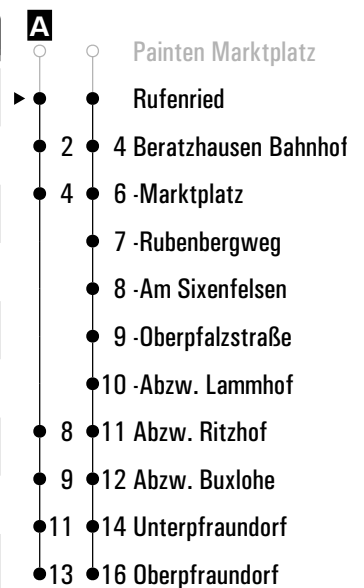 A
Painten Marktplatz
Rufenried
2 4 Beratzhausen Bahnhof
4 6 -Marktplatz
7 -Rubenbergweg
8 -Am Sixenfelsen
9 -Oberpfalzstraße
10 -Abzw. Lammhof
8 11 Abzw. Ritzhof
9 12 Abzw. Buxlohe
11 14 Unterpfraundorf
13 16 Oberpfraundorf